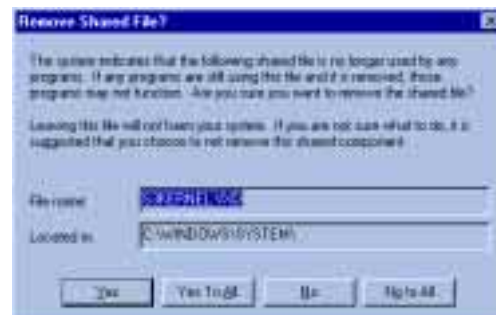 Remove Shared File?
The system indicates that the following shared file is no longer used by any
programs. If any programs are still using this file and it is removed, those
programs may not function. Are you sure you want to remove the shared file?
Leaving this file will not harm your system. If you are not sure what to do, it is
suggested that you choose to not remove this shared component.
File name:
Located in:
C:\WINDOWS\SYSTEM\
Yes
Yes To All
No
No to All